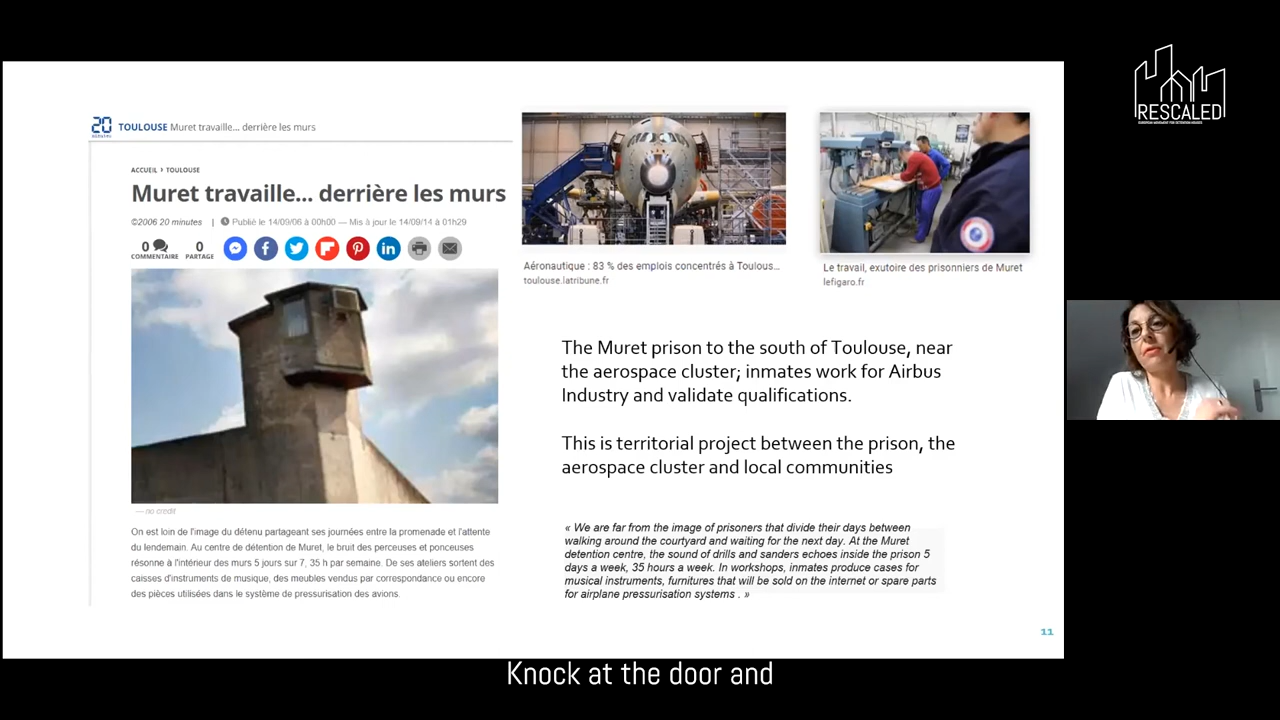 RESCALED
EUROPEAN MOVEMENT FOR DETENTION HOUSES
20 minutes TOULOUSE Muret travaille... derrière les murs
ACCUEIL › TOULOUSE
Muret travaille... derrière les murs
©2006 20 minutes | Publié le 14/09/06 à 00h00 — Mis à jour le 14/09/14 à 01h29
0 COMMENTAIRE 0 PARTAGE
— no credit
On est loin de l'image du détenu partageant ses journées entre la promenade et l'attente
du lendemain. Au centre de détention de Muret, le bruit des perceuses et ponceuses
résonne à l'intérieur des murs 5 jours sur 7, 35 h par semaine. De ses ateliers sortent des
caisses d'instruments de musique, des meubles vendus par correspondance ou encore
des pièces utilisées dans le système de pressurisation des avions.
Aéronautique : 83 % des emplois concentrés à Toulous...
toulouse.latribune.fr
Le travail, exutoire des prisonniers de Muret
lefigaro.fr
The Muret prison to the south of Toulouse, near
the aerospace cluster; inmates work for Airbus
Industry and validate qualifications.
This is territorial project between the prison, the
aerospace cluster and local communities
« We are far from the image of prisoners that divide their days between
walking around the courtyard and waiting for the next day. At the Muret
detention centre, the sound of drills and sanders echoes inside the prison 5
days a week, 35 hours a week. In workshops, inmates produce cases for
musical instruments, furnitures that will be sold on the internet or spare parts
for airplane pressurisation systems . »
11
Knock at the door and